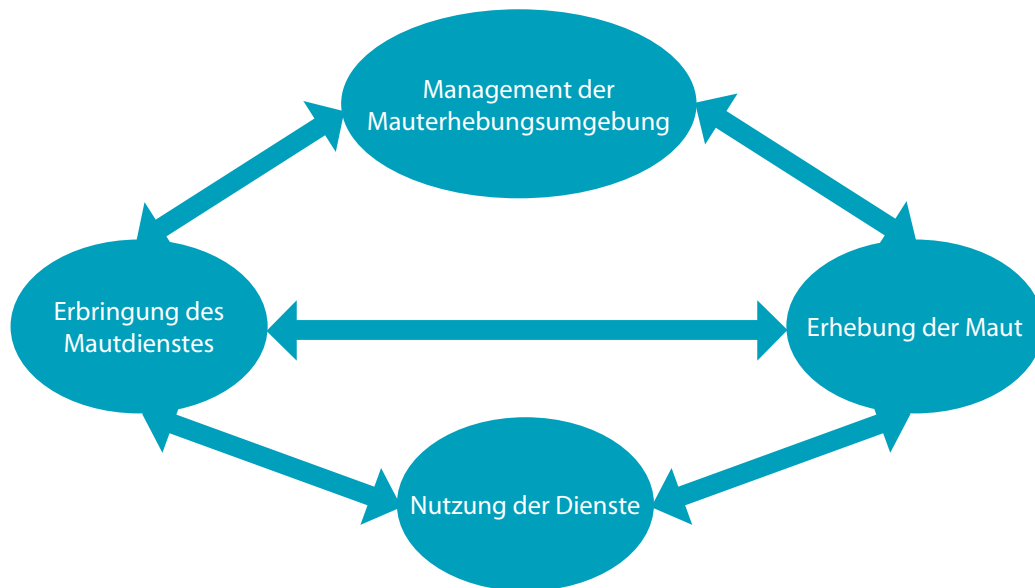 Management der
Mauterhebungsumgebung
Erbringung des
Mautdienstes
Erhebung der Maut
Nutzung der Dienste